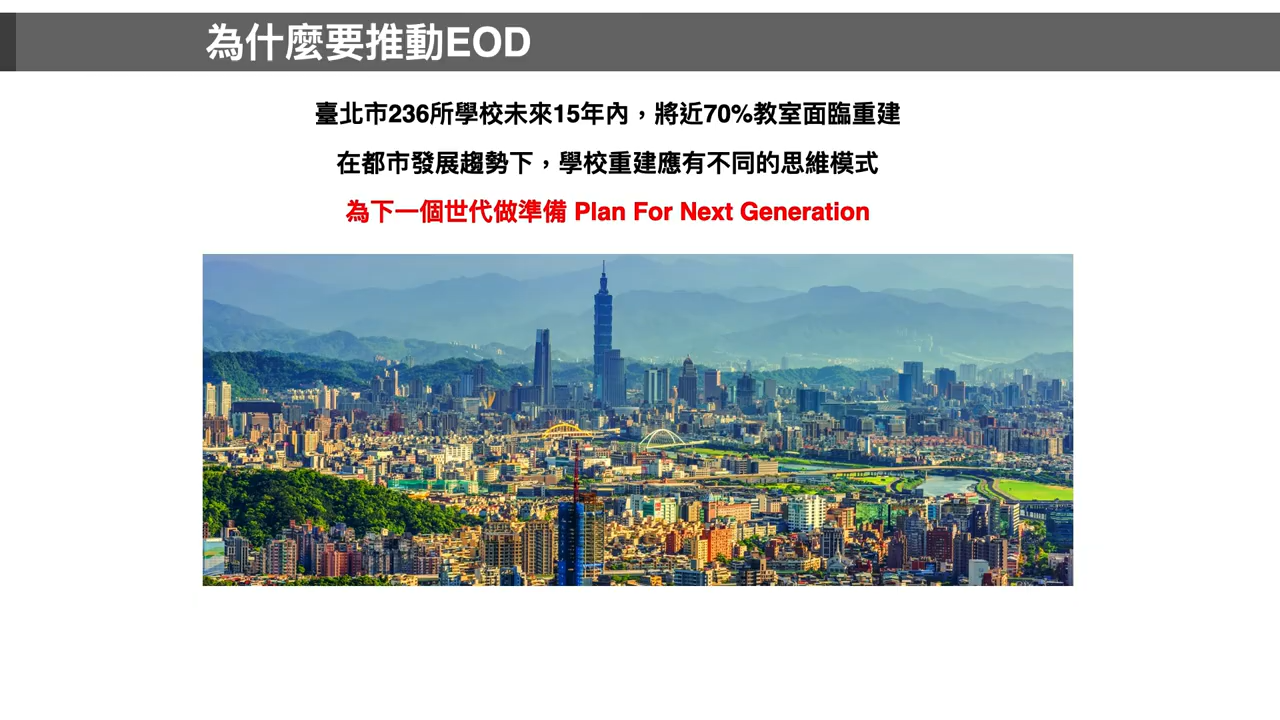 為什麼要推動EOD
臺北市236所學校未來15年內，將近70%教室面臨重建
在都市發展趨勢下，學校重建應有不同的思維模式
為下一個世代做準備 Plan For Next Generation